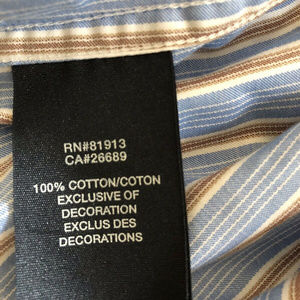 RN#81913
CA#26689
100% COTTON/COTON
EXCLUSIVE OF
DECORATION
EXCLUS DES
DECORATIONS